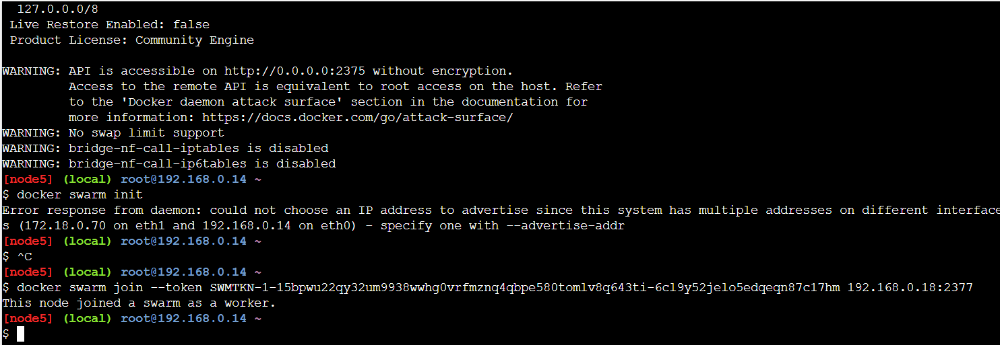 127.0.0.0/8
Live Restore Enabled: false
Product License: Community Engine
WARNING: API is accessible on http://0.0.0.0:2375 without encryption.
Access to the remote API is equivalent to root access on the host. Refer
to the 'Docker daemon attack surface' section in the documentation for
more information: https://docs.docker.com/go/attack-surface/
WARNING: No swap limit support
WARNING: bridge-nf-call-iptables is disabled
WARNING: bridge-nf-call-ip6tables is disabled
[node5] (local) root@192.168.0.14 ~
$ docker swarm init
Error response from daemon: could not choose an IP address to advertise since this system has multiple addresses on different interface
s (172.18.0.70 on eth1 and 192.168.0.14 on eth0) - specify one with --advertise-addr
[node5] (local) root@192.168.0.14 ~
$ ^C
[node5] (local) root@192.168.0.14 ~
$ docker swarm join --token SWMTKN-1-15bpwu22qy32um9938wwhg0vrfmznq4qbpe580tomlv8q643ti-6cl9y52jelo5edqeqn87c17hm 192.168.0.18:2377
This node joined a swarm as a worker.
[node5] (local) root@192.168.0.14 ~
$